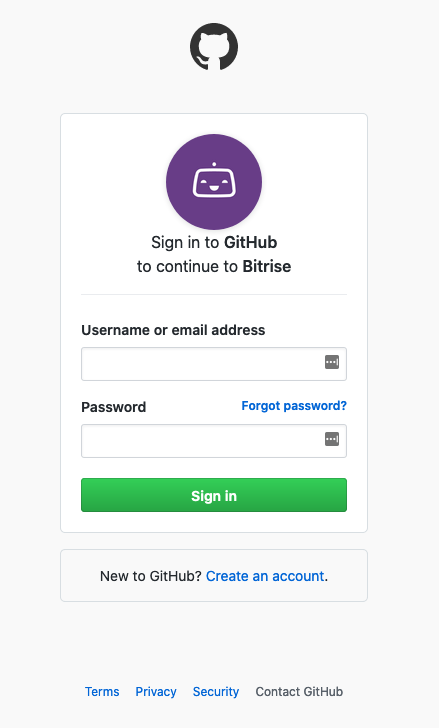 Sign in to GitHub
to continue to Bitrise
Username or email address
Password
Forgot password?
Sign in
New to GitHub? Create an account.
Terms Privacy Security Contact GitHub